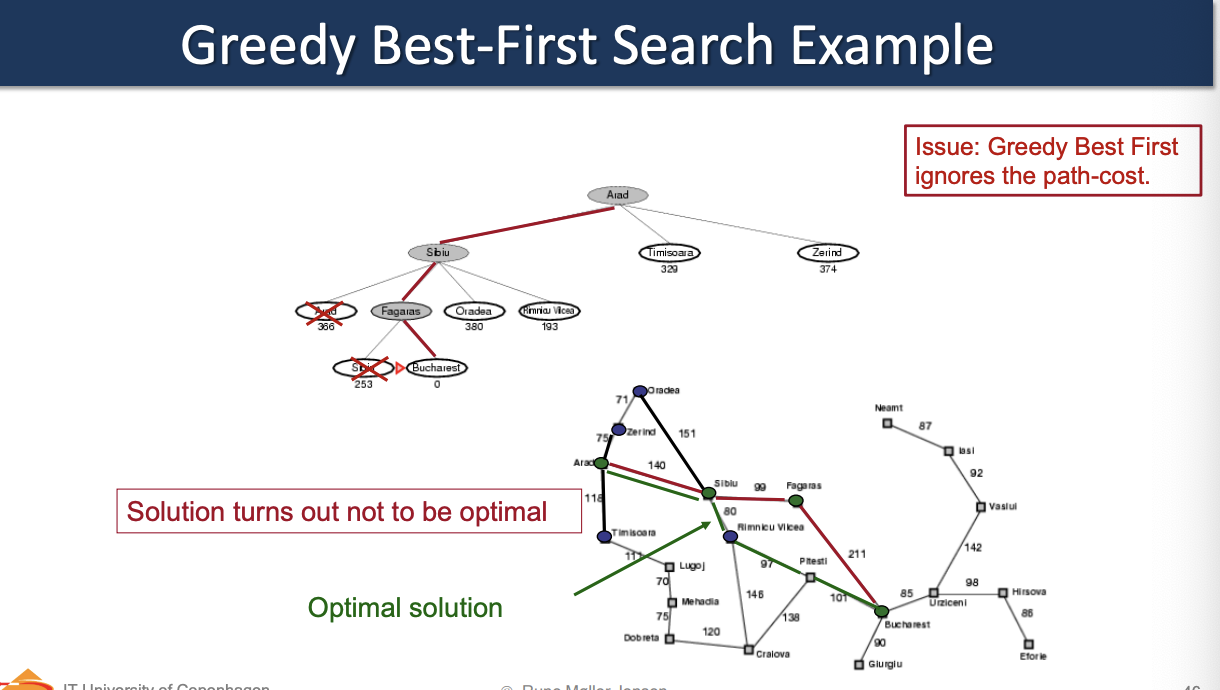 Greedy Best-First Search Example
Issue: Greedy Best First
ignores the path-cost.
Arad
Sibiu
Timisoara
329
Zerind
374
Arad
366
Fagaras
Oradea
380
Rimnicu Vilcea
193
Sibiu
253
Bucharest
0
Oradea
71
Zerind
75
151
Arad
140
Sibiu
99
Fagaras
118
80
Rimnicu Vilcea
Timisoara
111
Lugoj
70
Mehadia
75
Dobreta
120
Craiova
146
138
97
Pitesti
101
211
Bucharest
90
Giurgiu
85
Urziceni
98
Hirsova
86
Eforie
142
Vaslui
92
Iasi
87
Neamt
Solution turns out not to be optimal
Optimal solution
IT University of Copenhagen
© Rune Møller Jensen
46